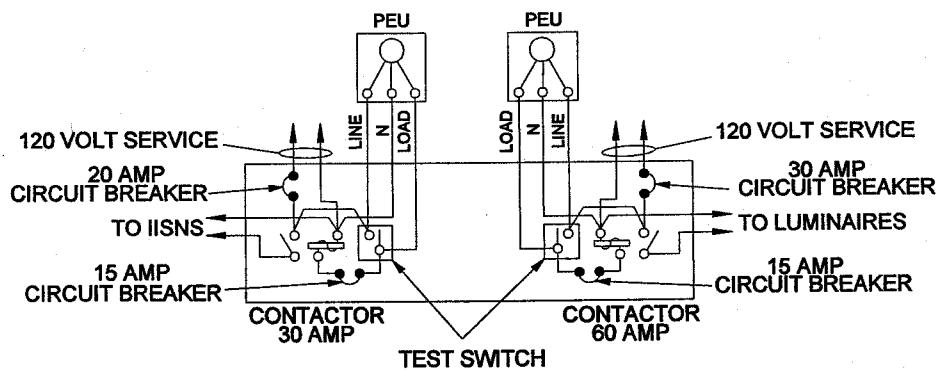 PEU
PEU
LINE
N
LOAD
LOAD
N
LINE
120 VOLT SERVICE
120 VOLT SERVICE
20 AMP
CIRCUIT BREAKER
30 AMP
CIRCUIT BREAKER
TO IISNS
TO LUMINAIRES
15 AMP
CIRCUIT BREAKER
15 AMP
CIRCUIT BREAKER
CONTACTOR
30 AMP
CONTACTOR
60 AMP
TEST SWITCH